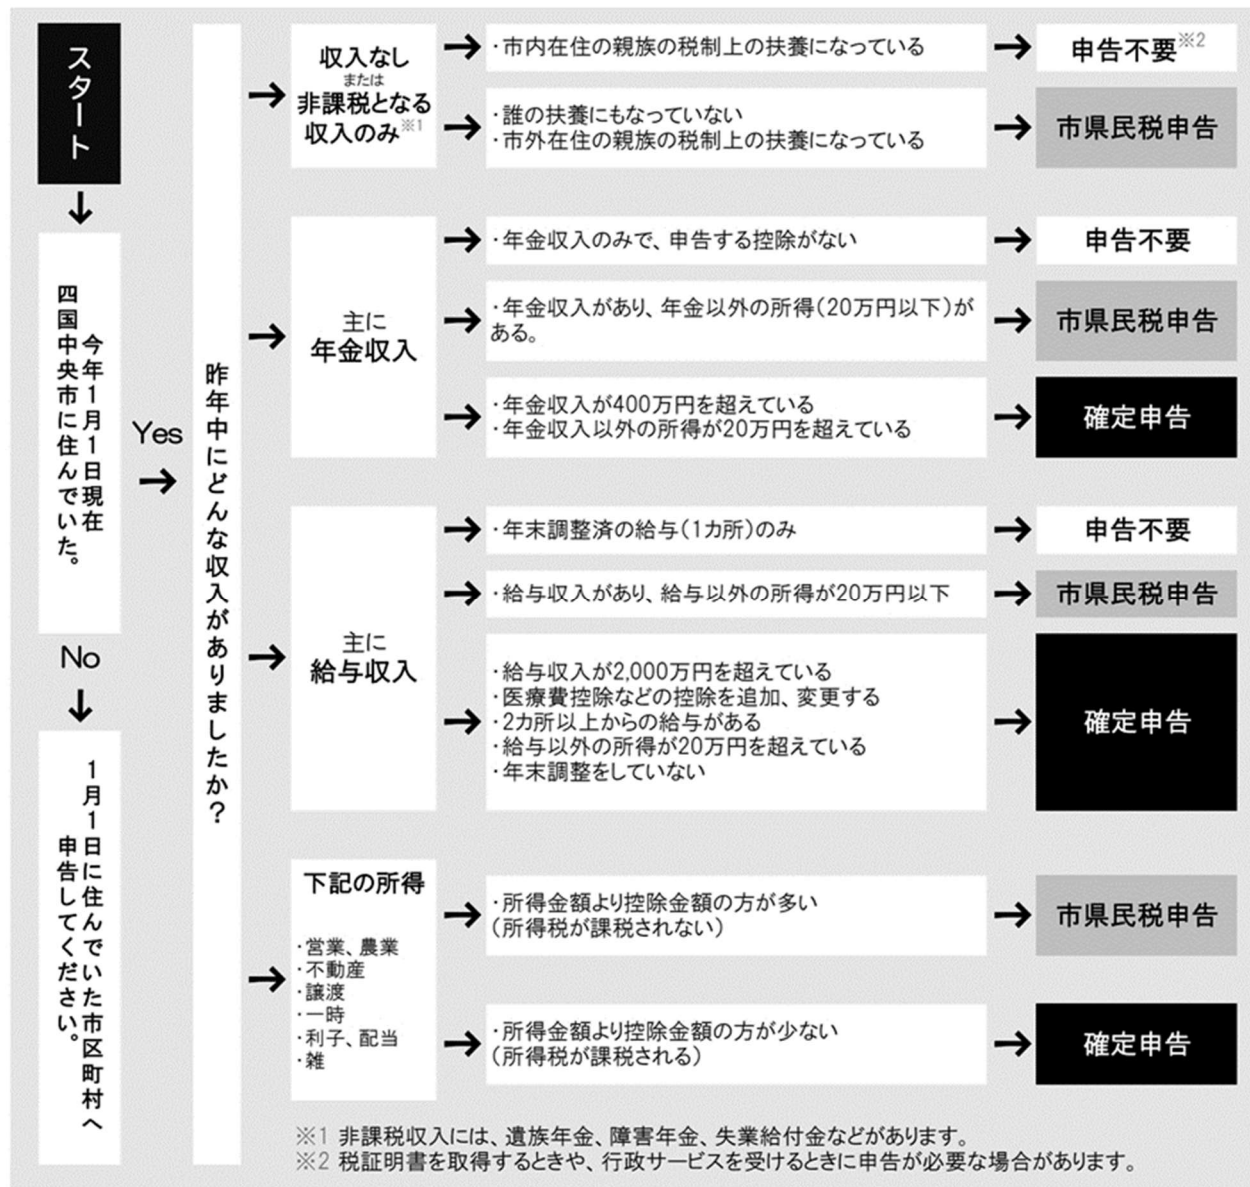 スタート
今年1月1日現在
四国中央市に住んでいた。
Yes
No
1月1日に住んでいた市区町村へ
申告してください。
昨年中にどんな収入がありましたか？
収入なし
または
非課税となる
収入のみ※1
・市内在住の親族の税制上の扶養になっている
申告不要※2
・誰の扶養にもなっていない
・市外在住の親族の税制上の扶養になっている
市県民税申告
主に
年金収入
・年金収入のみで、申告する控除がない
申告不要
・年金収入があり、年金以外の所得（20万円以下）が
ある。
市県民税申告
・年金収入が400万円を超えている
・年金収入以外の所得が20万円を超えている
確定申告
主に
給与収入
・年末調整済の給与（1カ所）のみ
申告不要
・給与収入があり、給与以外の所得が20万円以下
市県民税申告
・給与収入が2,000万円を超えている
・医療費控除などの控除を追加、変更する
・2カ所以上からの給与がある
・給与以外の所得が20万円を超えている
・年末調整をしていない
確定申告
下記の所得
・営業、農業
・不動産
・譲渡
・一時
・利子、配当
・雑
・所得金額より控除金額の方が多い
（所得税が課税されない）
市県民税申告
・所得金額より控除金額の方が少ない
（所得税が課税される）
確定申告
※1 非課税収入には、遺族年金、障害年金、失業給付金などがあります。
※2 税証明書を取得するときや、行政サービスを受けるときに申告が必要な場合があります。